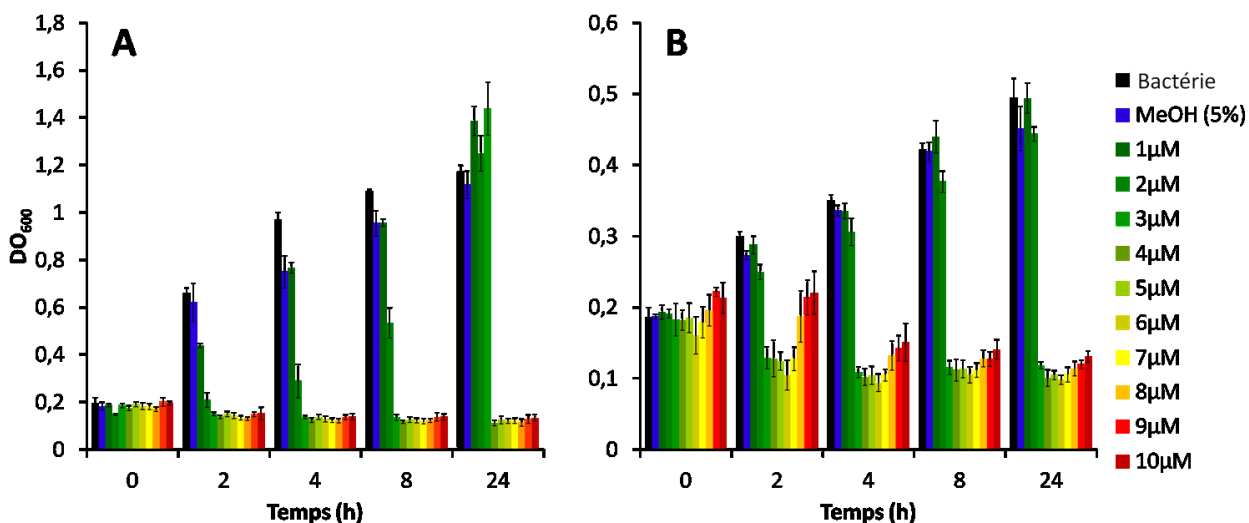 A
DO600
1,8
1,6
1,4
1,2
1
0,8
0,6
0,4
0,2
0
0 2 4 8 24
Temps (h)
B
0,6
0,5
0,4
0,3
0,2
0,1
0
0 2 4 8 24
Temps (h)
Bactérie
MeOH (5%)
1µM
2µM
3µM
4µM
5µM
6µM
7µM
8µM
9µM
10µM